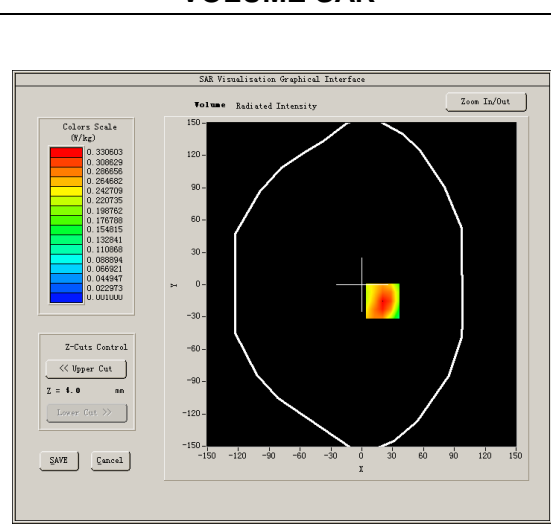 VOLUME SAR
SAR Visualisation Graphical Interface
Volume Radiated Intensity
Zoom In/Out
Colors Scale
(W/kg)
0.330603
0.308629
0.286656
0.264682
0.242709
0.220735
0.198762
0.176788
0.154815
0.132841
0.110868
0.088894
0.066921
0.044947
0.022973
0.001000
Z-Cuts Control
<< Upper Cut
Z = 4.0 mm
Lower Cut >>
SAVE
Cancel
150
120
90
60
30
0
-30
-60
-90
-120
-150
Y
-150 -120 -90 -60 -30 0 30 60 90 120 150
X